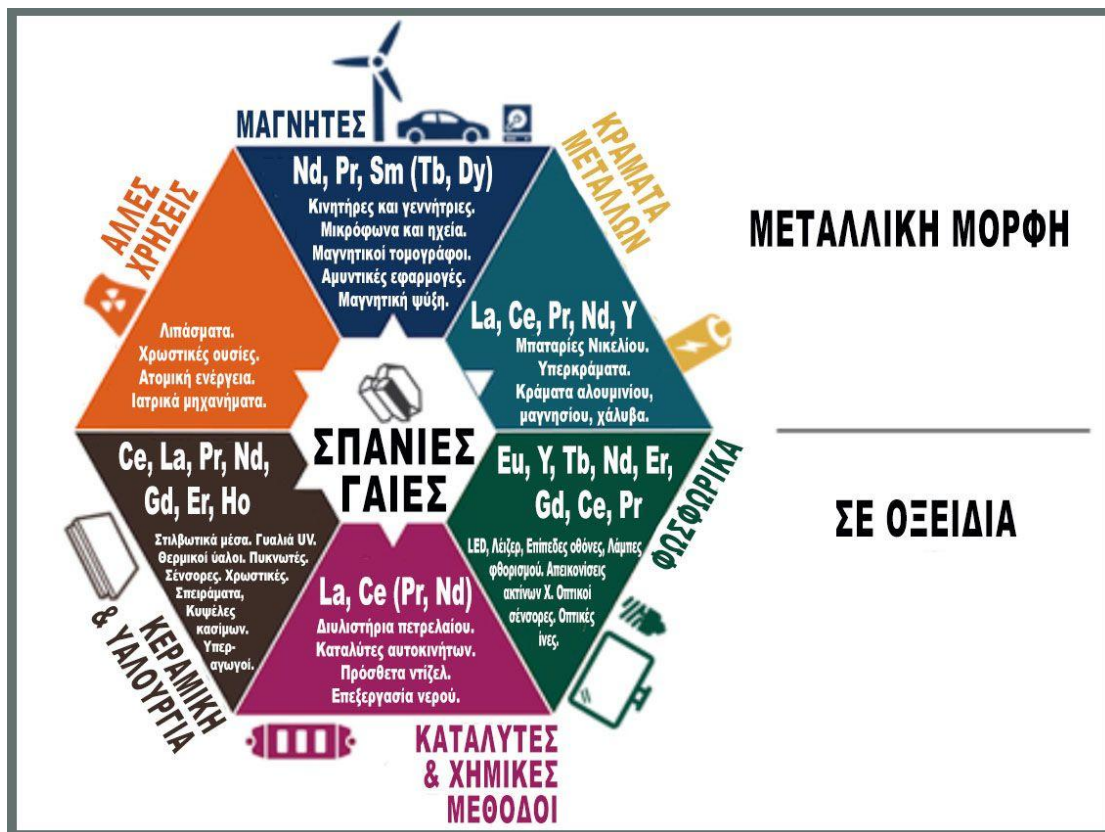 ΜΑΓΝΗΤΕΣ
Nd, Pr, Sm (Tb, Dy)
Κινητήρες και γεννήτριες.
Μικρόφωνα και ηχεία.
Μαγνητικοί τομογράφοι.
Αμυντικές εφαρμογές.
Μαγνητική ψύξη.
ΚΡΑΜΑΤΑ
ΜΕΤΑΛΛΩΝ
La, Ce, Pr, Nd, Y
Μπαταρίες Νικελίου.
Υπερκράματα.
Κράματα αλουμινίου,
μαγνησίου, χάλυβα.
ΜΕΤΑΛΛΙΚΗ ΜΟΡΦΗ
ΑΛΛΕΣ
ΧΡΗΣΕΙΣ
Λιπάσματα.
Χρωστικές ουσίες.
Ατομική ενέργεια.
Ιατρικά μηχανήματα.
ΣΠΑΝΙΕΣ
ΓΑΙΕΣ
Ce, La, Pr, Nd,
Gd, Er, Ho
Στιλβωτικά μέσα. Γυαλιά UV.
Θερμικοί ύαλοι. Πυκνωτές.
Σένσορες. Χρωστικές.
Σπειράματα,
Κυψέλες
κασίμων.
Υπερ-
αγωγοί.
ΚΕΡΑΜΙΚΗ
& ΥΑΛΟΥΡΓΙΑ
La, Ce (Pr, Nd)
Διυλιστήρια πετρελαίου.
Καταλύτες αυτοκινήτων.
Πρόσθετα ντίζελ.
Επεξεργασία νερού.
ΚΑΤΑΛΥΤΕΣ
& ΧΗΜΙΚΕΣ
ΜΕΘΟΔΟΙ
Eu, Y, Tb, Nd, Er,
Gd, Ce, Pr
LED, Λέιζερ, Επίπεδες οθόνες, Λάμπες
φθορισμού. Απεικονίσεις
ακτίνων Χ. Οπτικοί
σένσορες. Οπτικές
ίνες.
ΦΩΣΦΩΡΙΚΑ
ΣΕ ΟΞΕΙΔΙΑ